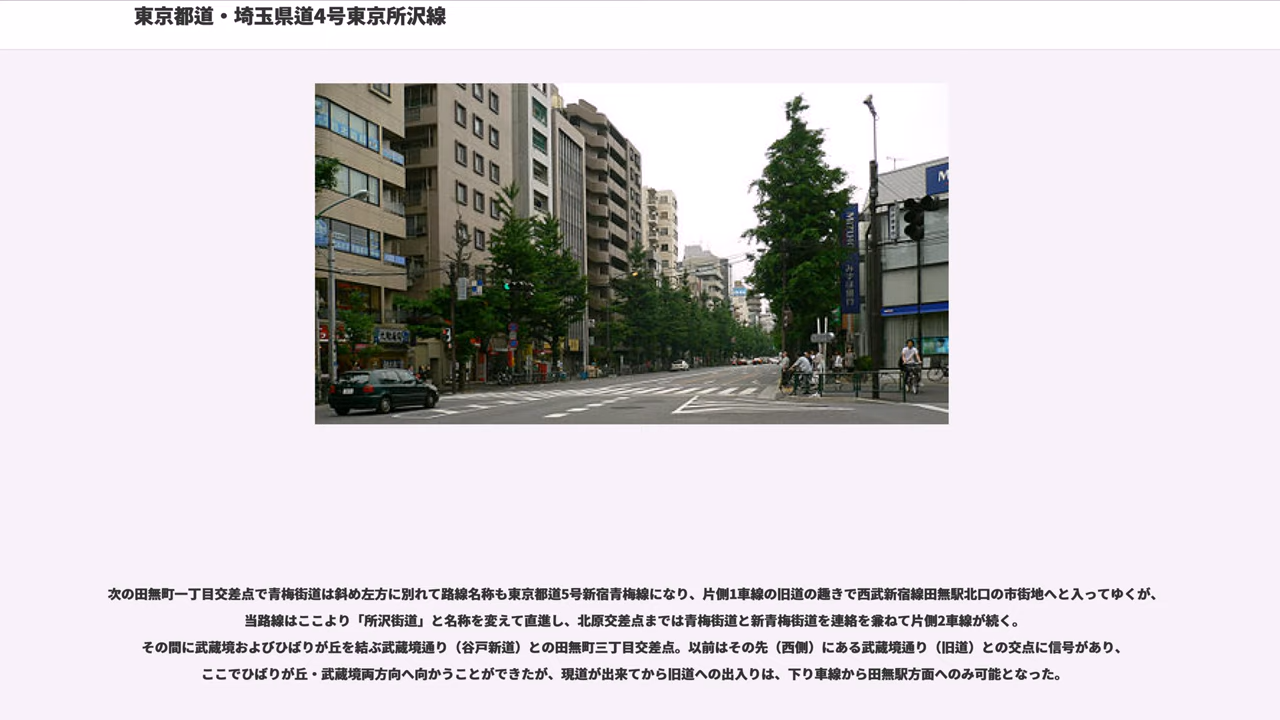 東京都道・埼玉県道4号東京所沢線
みずほ銀行
次の田無町一丁目交差点で青梅街道は斜め左方に別れて路線名称も東京都道5号新宿青梅線になり、片側1車線の旧道の趣きで西武新宿線田無駅北口の市街地へと入ってゆくが、
当路線はここより「所沢街道」と名称を変えて直進し、北原交差点までは青梅街道と新青梅街道を連絡を兼ねて片側2車線が続く。
その間に武蔵境およびひばりが丘を結ぶ武蔵境通り（谷戸新道）との田無町三丁目交差点。以前はその先（西側）にある武蔵境通り（旧道）との交点に信号があり、
ここでひばりが丘・武蔵境両方向へ向かうことができたが、現道が出来てから旧道への出入りは、下り車線から田無駅方面へのみ可能となった。